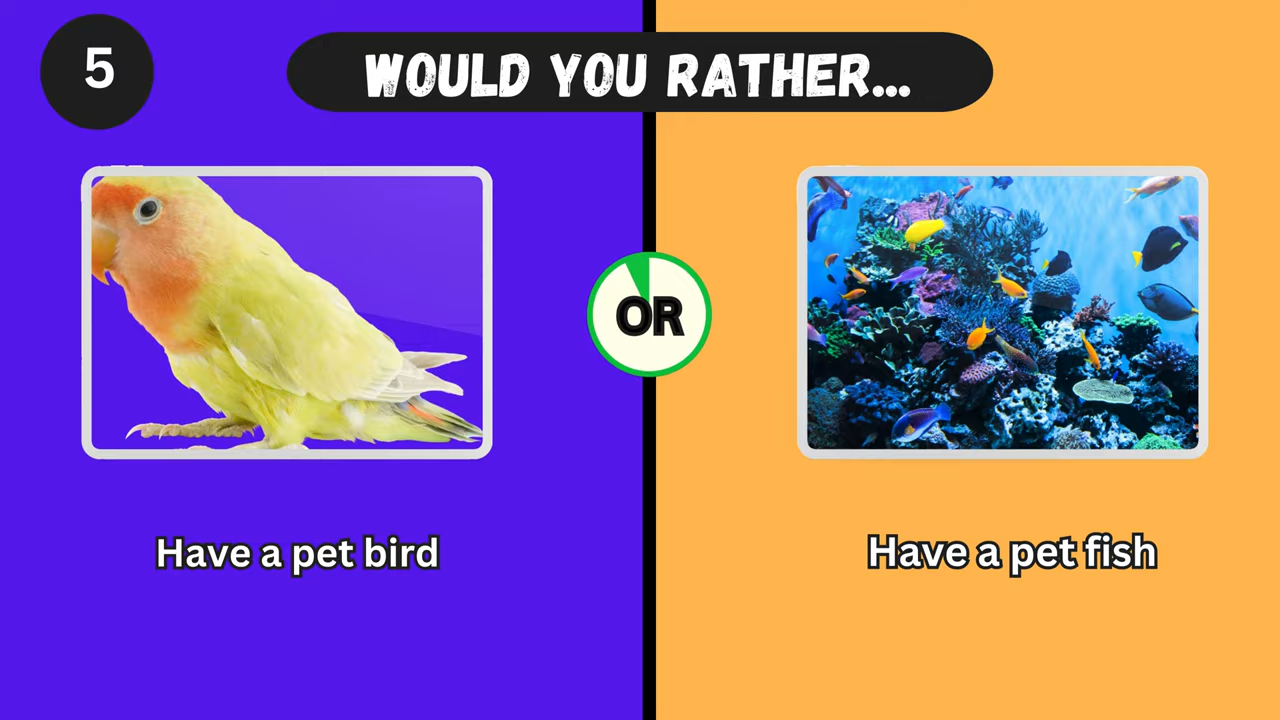 5
WOULD YOU RATHER...
OR
Have a pet bird
Have a pet fish